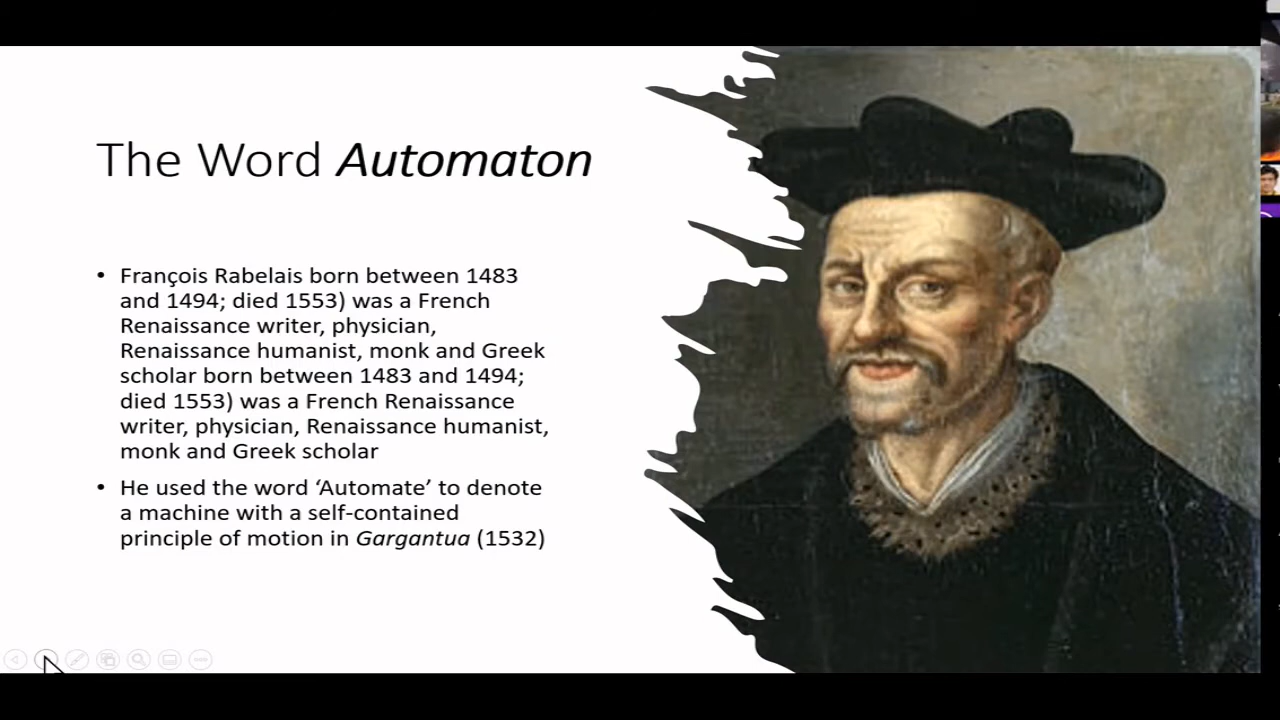 The Word Automaton
• François Rabelais born between 1483
and 1494; died 1553) was a French
Renaissance writer, physician,
Renaissance humanist, monk and Greek
scholar born between 1483 and 1494;
died 1553) was a French Renaissance
writer, physician, Renaissance humanist,
monk and Greek scholar
• He used the word ‘Automate’ to denote
a machine with a self-contained
principle of motion in Gargantua (1532)